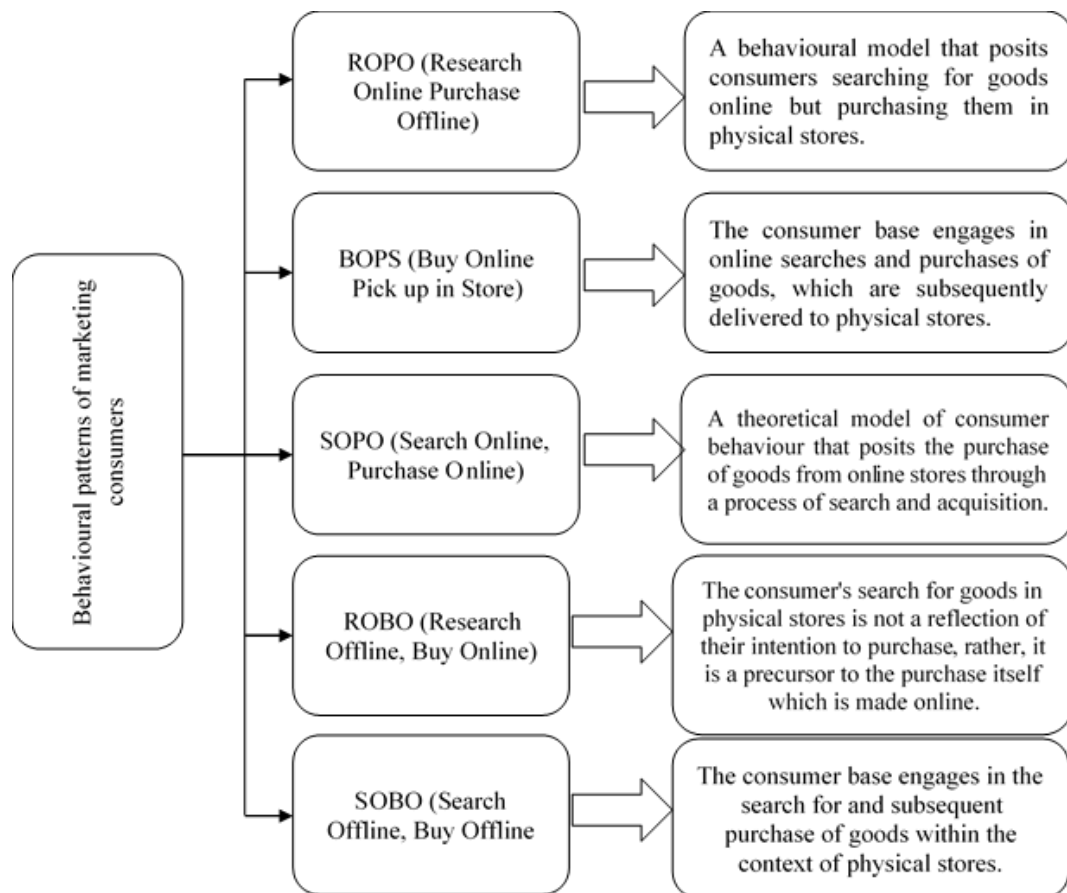 Behavioural patterns of marketing
consumers
ROPO (Research
Online Purchase
Offline)
A behavioural model that posits
consumers searching for goods
online but purchasing them in
physical stores.
BOPS (Buy Online
Pick up in Store)
The consumer base engages in
online searches and purchases of
goods, which are subsequently
delivered to physical stores.
SOPO (Search Online,
Purchase Online)
A theoretical model of consumer
behaviour that posits the purchase
of goods from online stores through
a process of search and acquisition.
ROBO (Research
Offline, Buy Online)
The consumer's search for goods in
physical stores is not a reflection of
their intention to purchase, rather, it
is a precursor to the purchase itself
which is made online.
SOBO (Search
Offline, Buy Offline
The consumer base engages in the
search for and subsequent
purchase of goods within the
context of physical stores.